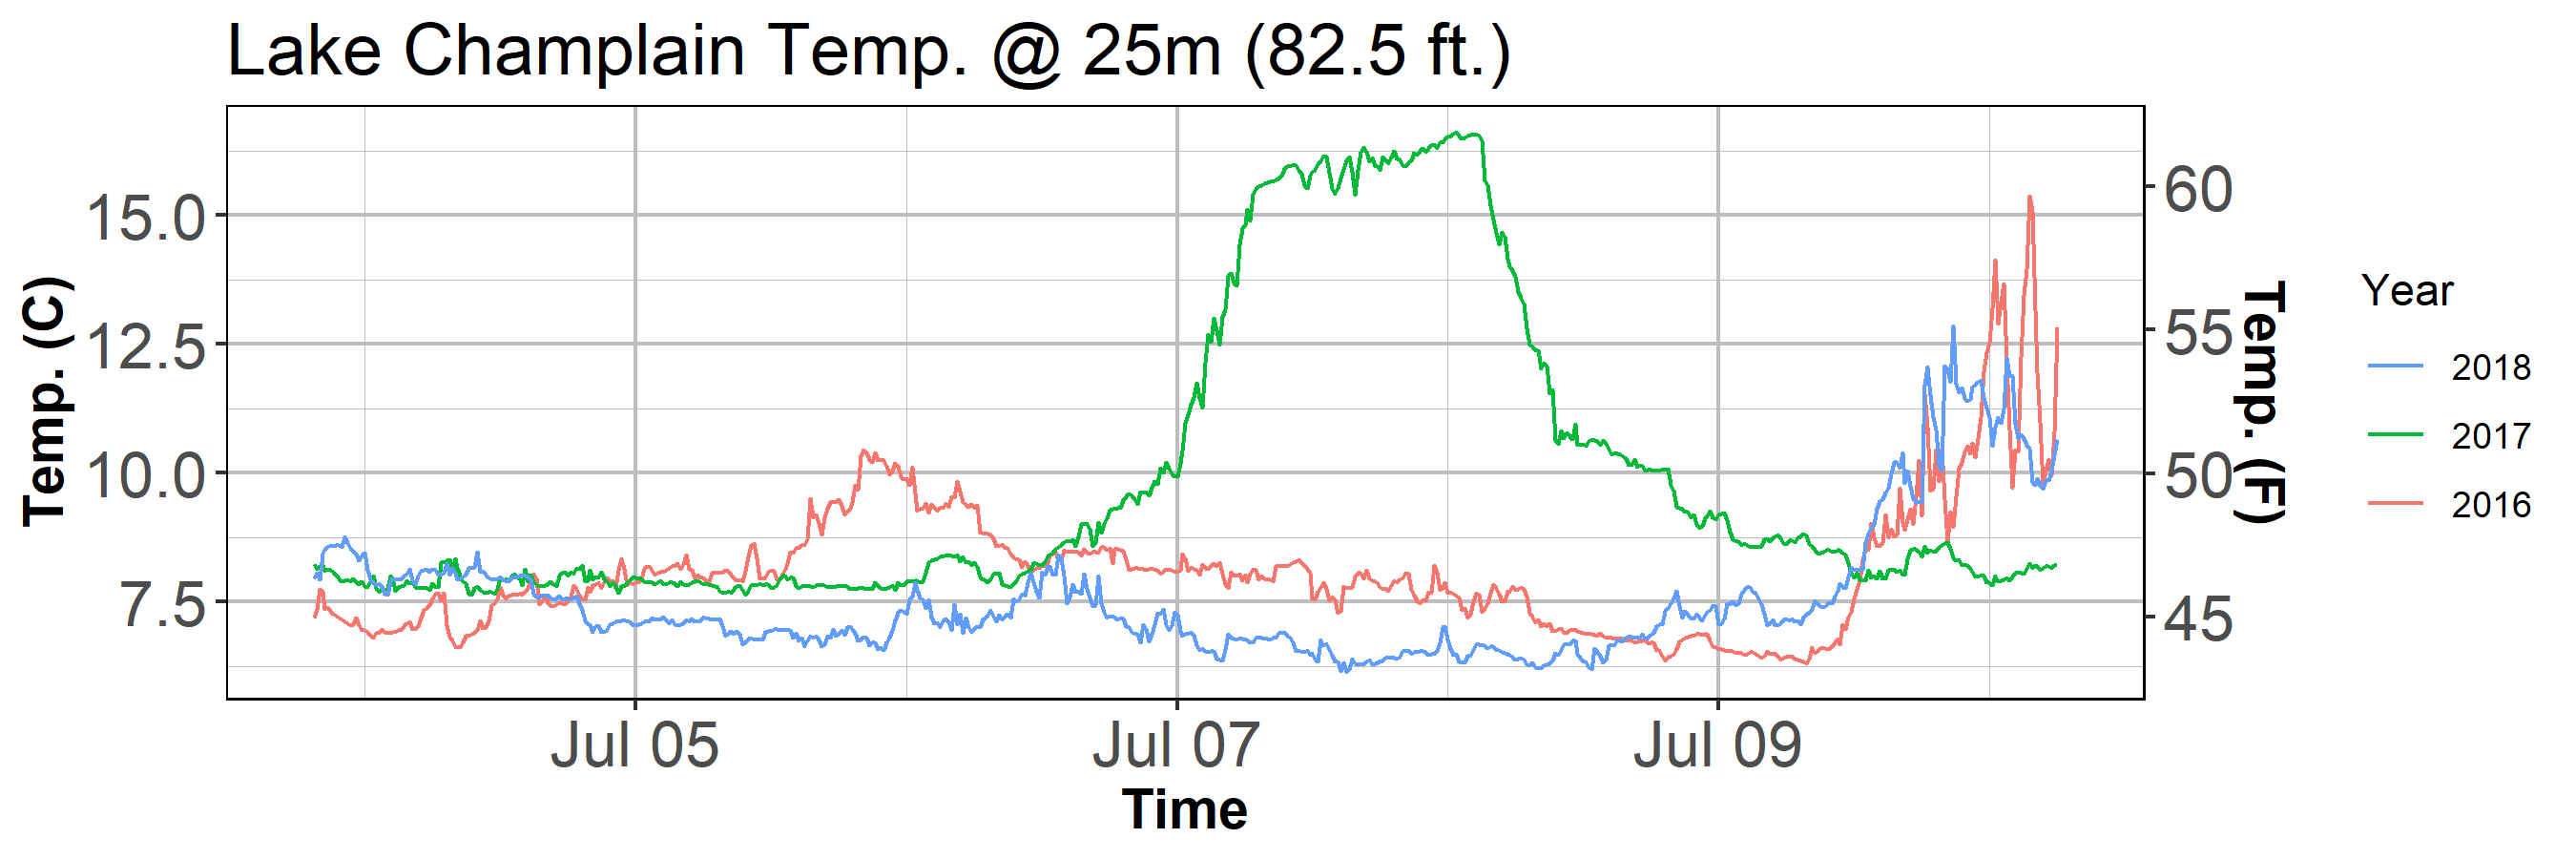 Lake Champlain Temp. @ 25m (82.5 ft.)
Temp. (C)
15.0
12.5
10.0
7.5
60
55
50
45
Temp. (F)
Jul 05
Jul 07
Jul 09
Time
Year
2018
2017
2016